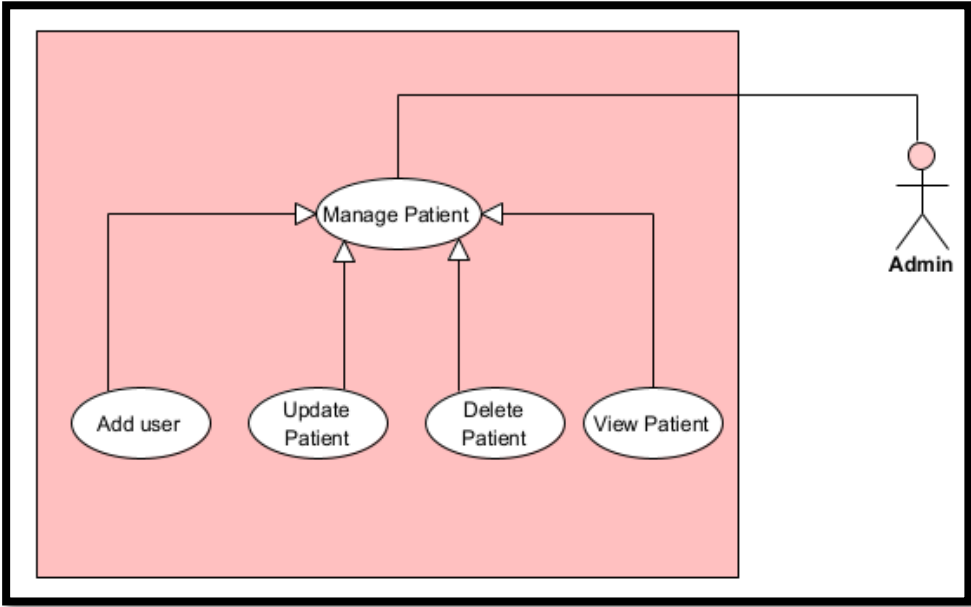 Manage Patient
Admin
Add user
Update
Patient
Delete
Patient
View Patient